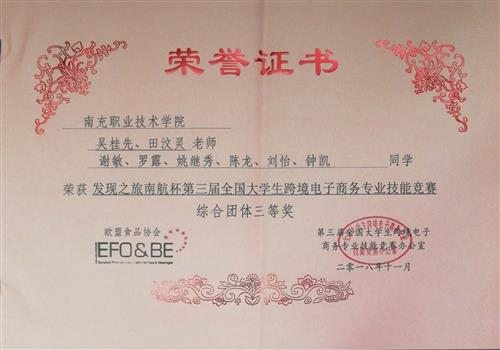 荣誉证书
南充职业技术学院
吴桂先、田汶灵 老师
谢敏、罗露、姚继秀、陈龙、刘怡、钟凯 同学
荣获 发现之旅南航杯第三届全国大学生跨境电子商务专业技能竞赛
综合团体三等奖
欧盟食品协会
EFO&BE
第三届全国大学生跨境电子
商务专业技能竞赛办公室
二零一八年十一月